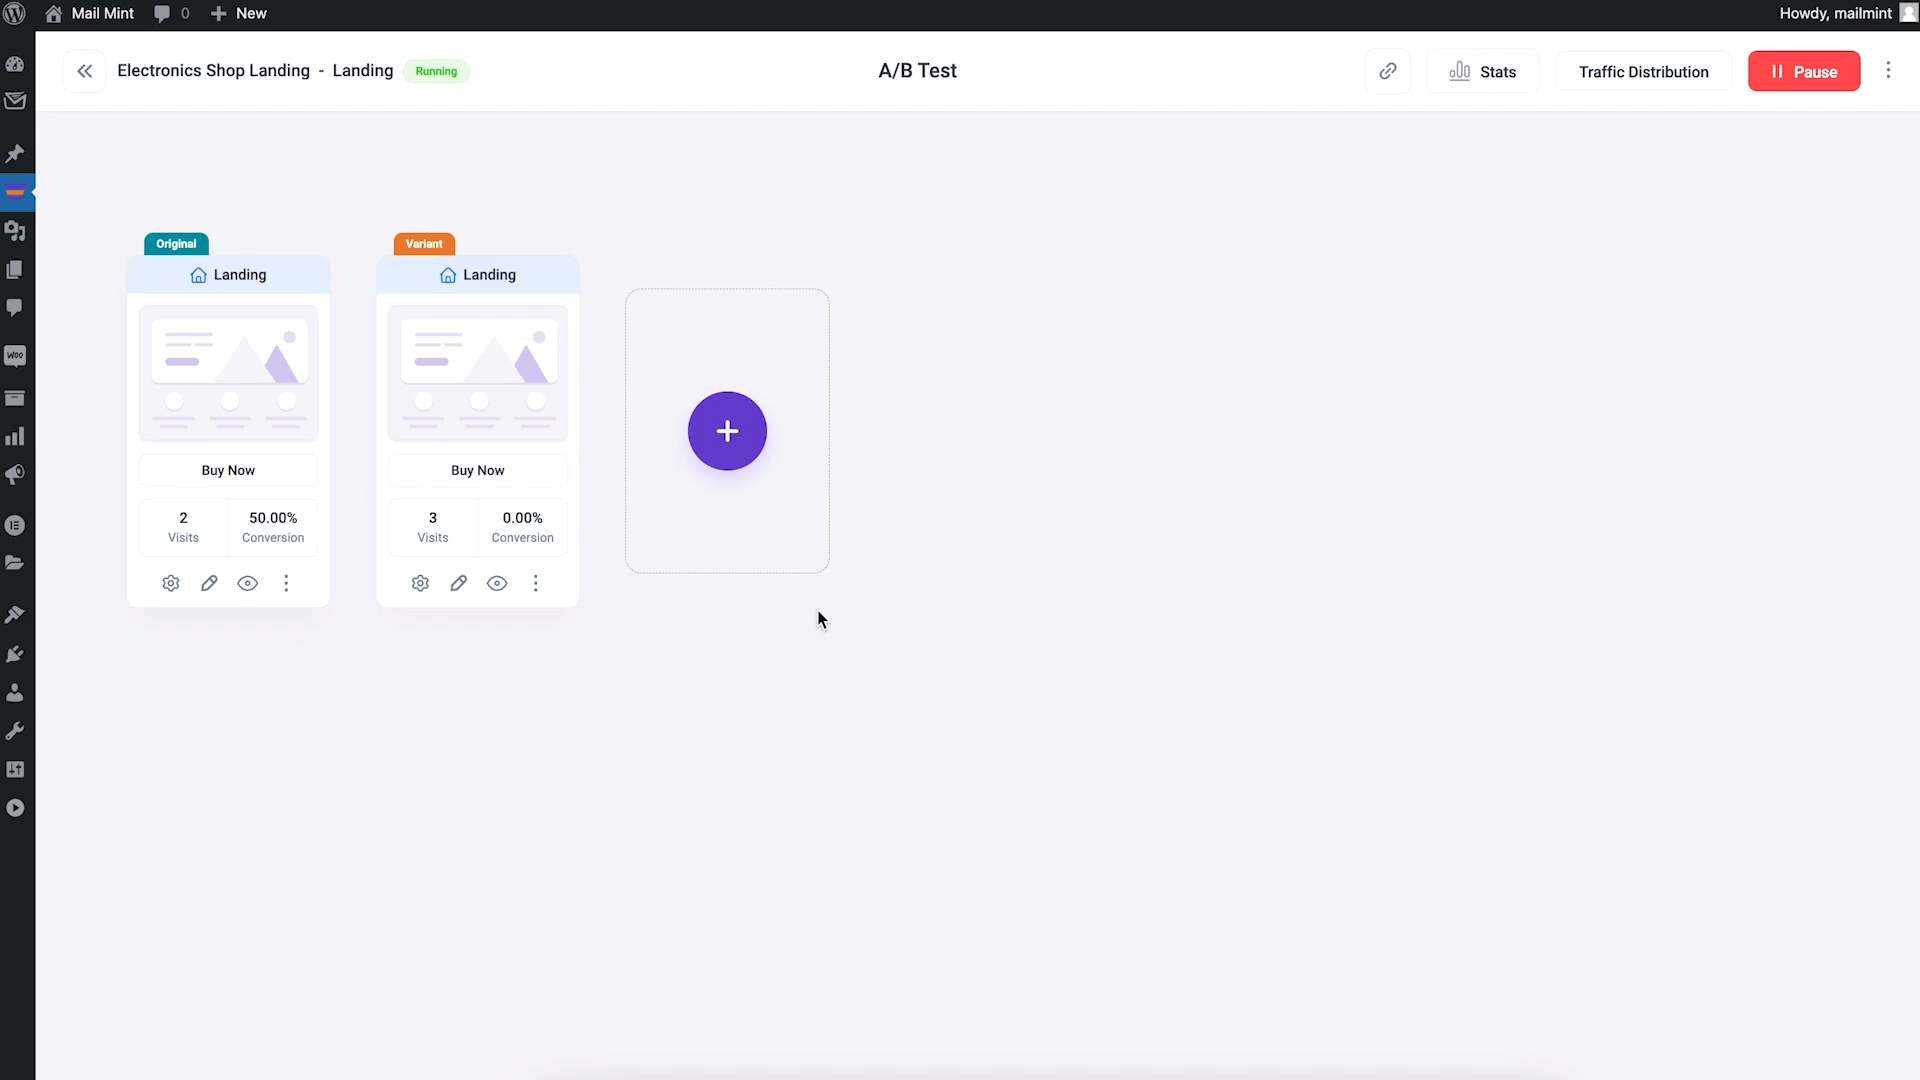 Mail Mint 0 New Howdy, mailmint
Electronics Shop Landing - Landing Running A/B Test Stats Traffic Distribution Pause
Original Variant
Landing Landing
Buy Now Buy Now
2 50.00% 3 0.00%
Visits Conversion Visits Conversion
WOO